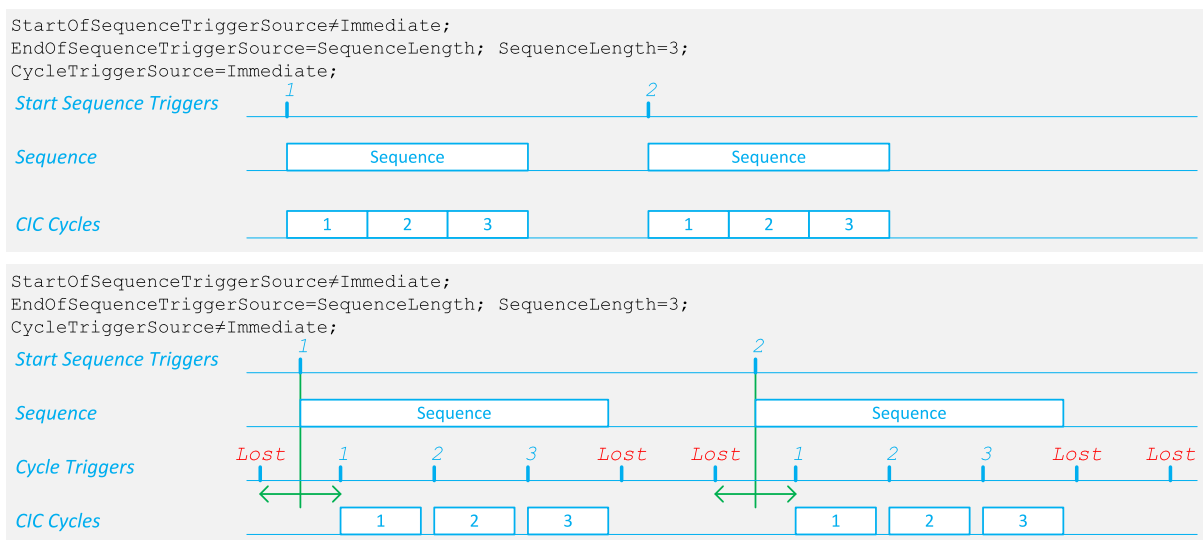 StartOfSequenceTriggerSource≠Immediate;
EndOfSequenceTriggerSource=SequenceLength; SequenceLength=3;
CycleTriggerSource=Immediate;
1 2
Start Sequence Triggers
Sequence Sequence Sequence
CIC Cycles 1 2 3 1 2 3
StartOfSequenceTriggerSource≠Immediate;
EndOfSequenceTriggerSource=SequenceLength; SequenceLength=3;
CycleTriggerSource≠Immediate;
1 2
Start Sequence Triggers
Sequence Sequence Sequence
Lost 1 2 3 Lost Lost 1 2 3 Lost Lost
Cycle Triggers
CIC Cycles 1 2 3 1 2 3